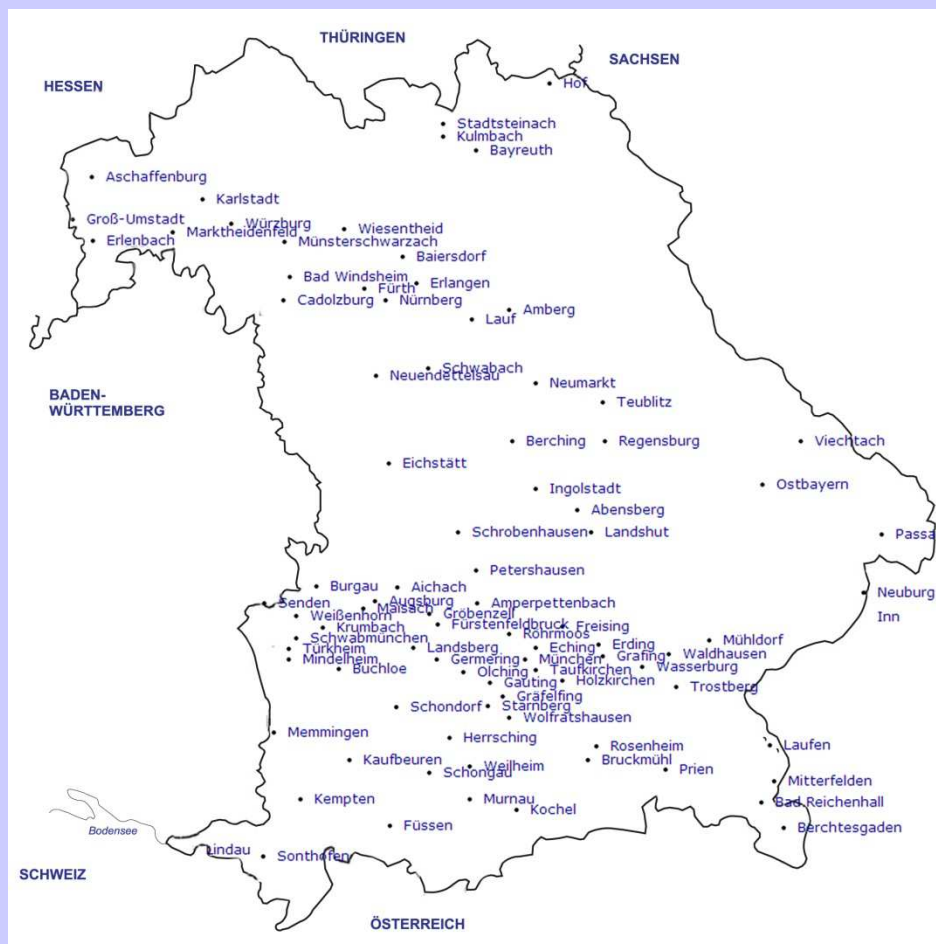 THÜRINGEN
SACHSEN
HESSEN
Hof
Stadtsteinach
Kulmbach
Bayreuth
Aschaffenburg
Karlstadt
Groß-Umstadt
Würzburg
Wiesentheid
Marktheidenfeld
Erlenbach
Münsterschwarzach
Baiersdorf
Bad Windsheim
Erlangen
Fürth
Cadolzburg
Nürnberg
Amberg
Lauf
Schwabach
Neuendettelsau
Neumarkt
BADEN-
WÜRTTEMBERG
Teublitz
Berching
Regensburg
Viechtach
Eichstätt
Ostbayern
Ingolstadt
Abensberg
Schrobenhausen
Landshut
Passa
Petershausen
Burgau
Aichach
Neuburg
Inn
Senden
Augsburg
Amperpettenbach
Maisach
Weißenhorn
Gröbenzell
Fürstenfeldbruck
Freising
Krumbach
Röhrmoos
Schwabmünchen
Mühldorf
Türkheim
Landsberg
Eching
Erding
Waldhausen
Mindelheim
Germering
München
Grafing
Buchloe
Olching
Taufkirchen
Wasserburg
Gauting
Holzkirchen
Trostberg
Gräfelfing
Schondorf
Starnberg
Wolfratshausen
Memmingen
Herrsching
Rosenheim
Laufen
Kaufbeuren
Bruckmühl
Weilheim
Schongau
Prien
Mitterfelden
Kempten
Murnau
Bad Reichenhall
Kochel
Bodensee
Füssen
Berchtesgaden
Lindau
Sonthofen
SCHWEIZ
ÖSTERREICH